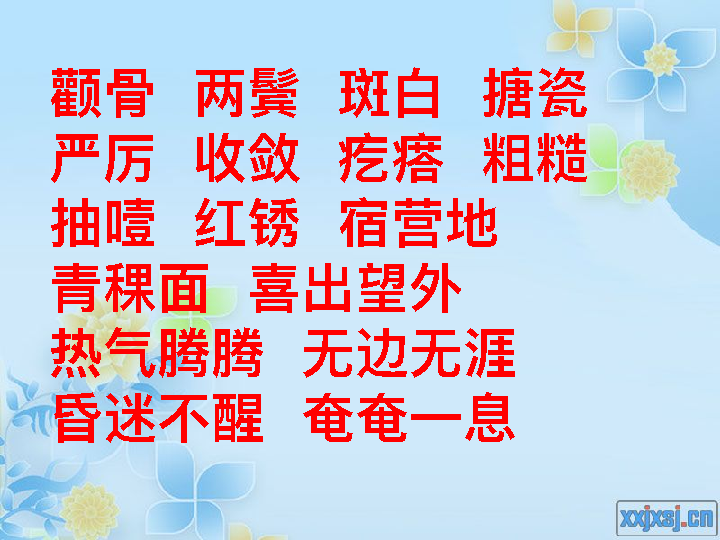 颧骨 两鬓 斑白 搪瓷
严厉 收敛 疙瘩 粗糙
抽噎 红锈 宿营地
青稞面 喜出望外
热气腾腾 无边无涯
昏迷不醒 奄奄一息
xxjxsj.cn